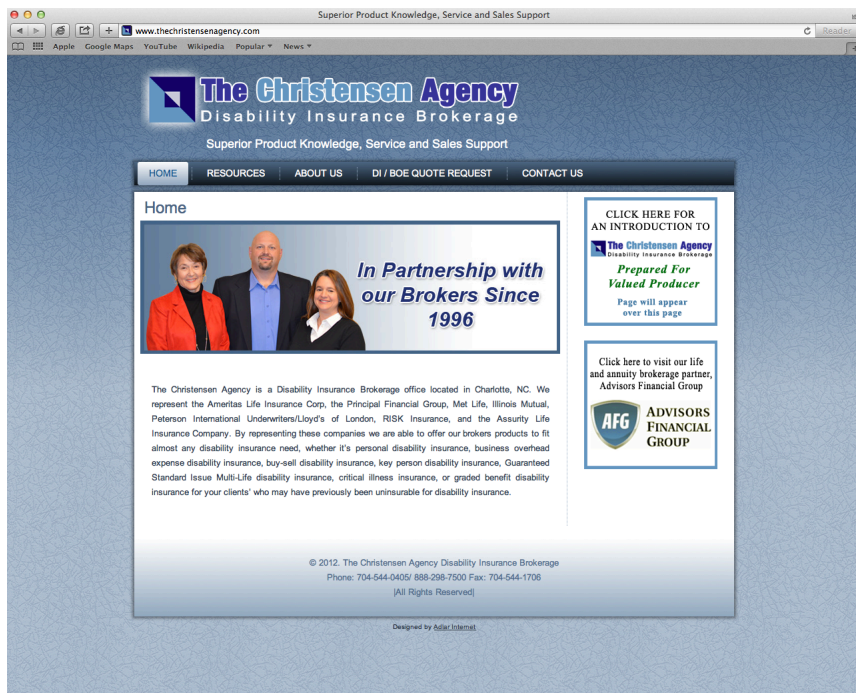 Superior Product Knowledge, Service and Sales Support
www.thechristensenagency.com
Reader
Apple Google Maps YouTube Wikipedia Popular News
The Christensen Agency
Disability Insurance Brokerage
Superior Product Knowledge, Service and Sales Support
HOME RESOURCES ABOUT US DI / BOE QUOTE REQUEST CONTACT US
Home
In Partnership with
our Brokers Since
1996
The Christensen Agency is a Disability Insurance Brokerage office located in Charlotte, NC. We
represent the Ameritas Life Insurance Corp, the Principal Financial Group, Met Life, Illinois Mutual,
Peterson International Underwriters/Lloyd's of London, RISK Insurance, and the Assurity Life
Insurance Company. By representing these companies we are able to offer our brokers products to fit
almost any disability insurance need, whether it's personal disability insurance, business overhead
expense disability insurance, buy-sell disability insurance, key person disability insurance, Guaranteed
Standard Issue Multi-Life disability insurance, critical illness insurance, or graded benefit disability
insurance for your clients' who may have previously been uninsurable for disability insurance.
CLICK HERE FOR
AN INTRODUCTION TO
The Christensen Agency
Disability Insurance Brokerage
Prepared For
Valued Producer
Page will appear
over this page
Click here to visit our life
and annuity brokerage partner,
Advisors Financial Group
AFG
ADVISORS
FINANCIAL
GROUP
© 2012. The Christensen Agency Disability Insurance Brokerage
Phone: 704-544-0405/ 888-298-7500 Fax: 704-544-1706
|All Rights Reserved|
Designed by Adlar Internet